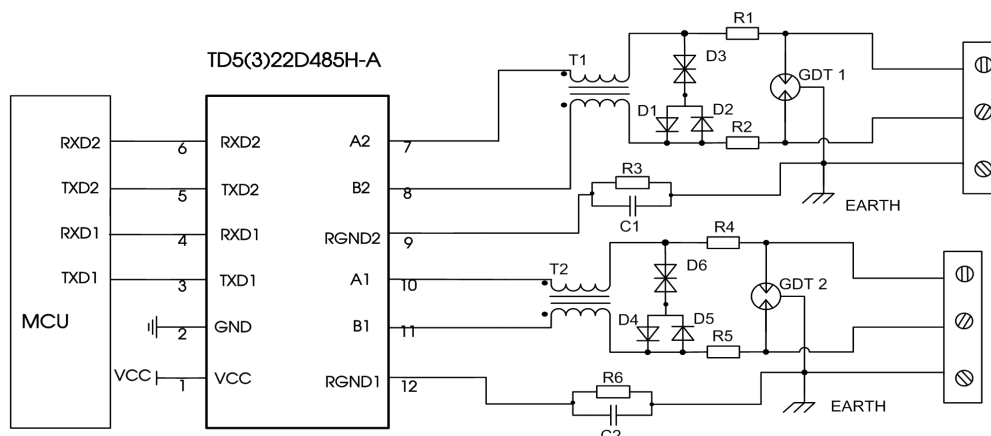 TD5(3)22D485H-A
RXD2
TXD2
RXD1
TXD1
MCU
VCC
6
5
4
3
2
1
RXD2
TXD2
RXD1
TXD1
GND
VCC
A2
B2
RGND2
A1
B1
RGND1
7
8
9
10
11
12
T1
D3
D1
D2
R1
R2
GDT 1
R3
C1
EARTH
T2
D6
D4
D5
R4
R5
GDT 2
R6
C2
EARTH